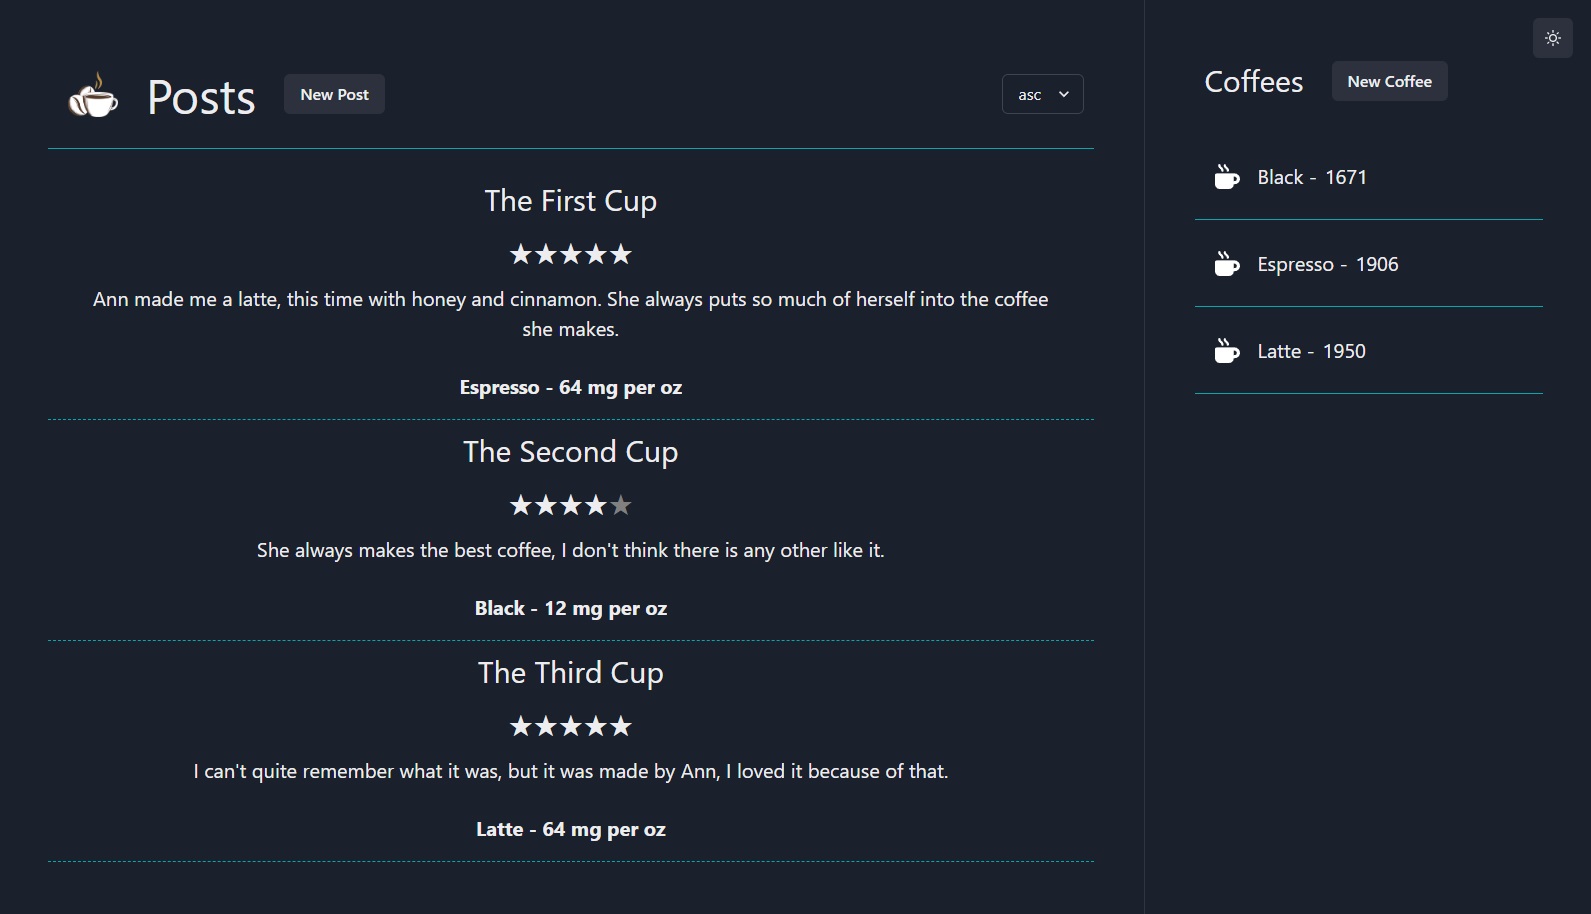 Posts
New Post
asc
The First Cup
Ann made me a latte, this time with honey and cinnamon. She always puts so much of herself into the coffee
she makes.
Espresso - 64 mg per oz
The Second Cup
She always makes the best coffee, I don't think there is any other like it.
Black - 12 mg per oz
The Third Cup
I can't quite remember what it was, but it was made by Ann, I loved it because of that.
Latte - 64 mg per oz
Coffees
New Coffee
Black - 1671
Espresso - 1906
Latte - 1950